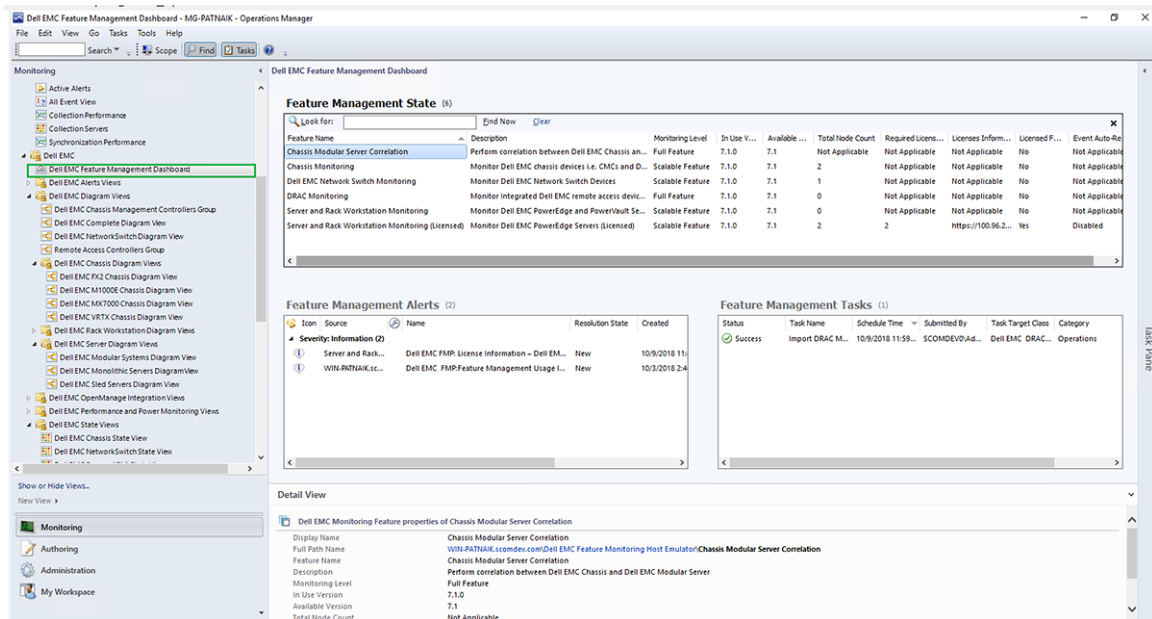 Dell EMC Feature Management Dashboard - MG-PATNAIK - Operations Manager
File Edit View Go Tasks Tools Help
Search Scope Find Tasks
Monitoring
Active Alerts
All Event View
Collection Performance
Collection Servers
Synchronization Performance
Dell EMC
Dell EMC Feature Management Dashboard
Dell EMC Alerts Views
Dell EMC Diagram Views
Dell EMC Chassis Management Controllers Group
Dell EMC Complete Diagram View
Dell EMC NetworkSwitch Diagram View
Remote Access Controllers Group
Dell EMC Chassis Diagram Views
Dell EMC FX2 Chassis Diagram View
Dell EMC M1000E Chassis Diagram View
Dell EMC MX7000 Chassis Diagram View
Dell EMC VRTX Chassis Diagram View
Dell EMC Rack Workstation Diagram Views
Dell EMC Server Diagram Views
Dell EMC Modular Systems Diagram View
Dell EMC Monolithic Servers DiagramView
Dell EMC Sled Servers Diagram View
Dell EMC OpenManage Integration Views
Dell EMC Performance and Power Monitoring Views
Dell EMC State Views
Dell EMC Chassis State View
Dell EMC NetworkSwitch State View
Show or Hide Views...
New View
Monitoring
Authoring
Administration
My Workspace
Dell EMC Feature Management Dashboard
Feature Management State (6)
Look for: Find Now Clear
Feature Name Description Monitoring Level In Use V... Available ... Total Node Count Required Licens... Licenses Inform... Licensed F... Event Auto-Re
Chassis Modular Server Correlation Perform correlation between Dell EMC Chassis an... Full Feature 7.1.0 7.1 Not Applicable Not Applicable Not Applicable No Not Applicable
Chassis Monitoring Monitor Dell EMC chassis devices i.e. CMCs and D... Scalable Feature 7.1.0 7.1 2 Not Applicable Not Applicable No Not Applicable
Dell EMC Network Switch Monitoring Monitor Dell EMC Network Switch Devices Scalable Feature 7.1.0 7.1 1 Not Applicable Not Applicable No Not Applicable
DRAC Monitoring Monitor Integrated Dell EMC remote access devic... Full Feature 7.1.0 7.1 0 Not Applicable Not Applicable No Not Applicable
Server and Rack Workstation Monitoring Monitor Dell EMC PowerEdge and PowerVault Se... Scalable Feature 7.1.0 7.1 0 Not Applicable Not Applicable No Not Applicable
Server and Rack Workstation Monitoring (Licensed) Monitor Dell EMC PowerEdge Servers (Licensed) Scalable Feature 7.1.0 7.1 2 2 https://100.96.2... Yes Disabled
Feature Management Alerts (2)
Icon Source Name Resolution State Created
Severity: Information (2)
Server and Rack... Dell EMC FMP: License Information – Dell EM... New 10/9/2018 11:
WIN-PATNAIK.sc... Dell EMC FMP:Feature Management Usage I... New 10/3/2018 2:4
Feature Management Tasks (1)
Status Task Name Schedule Time Submitted By Task Target Class Category
Success Import DRAC M... 10/9/2018 11:59... SCOMDEV0\Ad... Dell EMC DRAC... Operations
Task Pane
Detail View
Dell EMC Monitoring Feature properties of Chassis Modular Server Correlation
Display Name Chassis Modular Server Correlation
Full Path Name WIN-PATNAIK.scomdev.com\Dell EMC Feature Monitoring Host Emulator\Chassis Modular Server Correlation
Feature Name Chassis Modular Server Correlation
Description Perform correlation between Dell EMC Chassis and Dell EMC Modular Server
Monitoring Level Full Feature
In Use Version 7.1.0
Available Version 7.1
Total Node Count Not Applicable